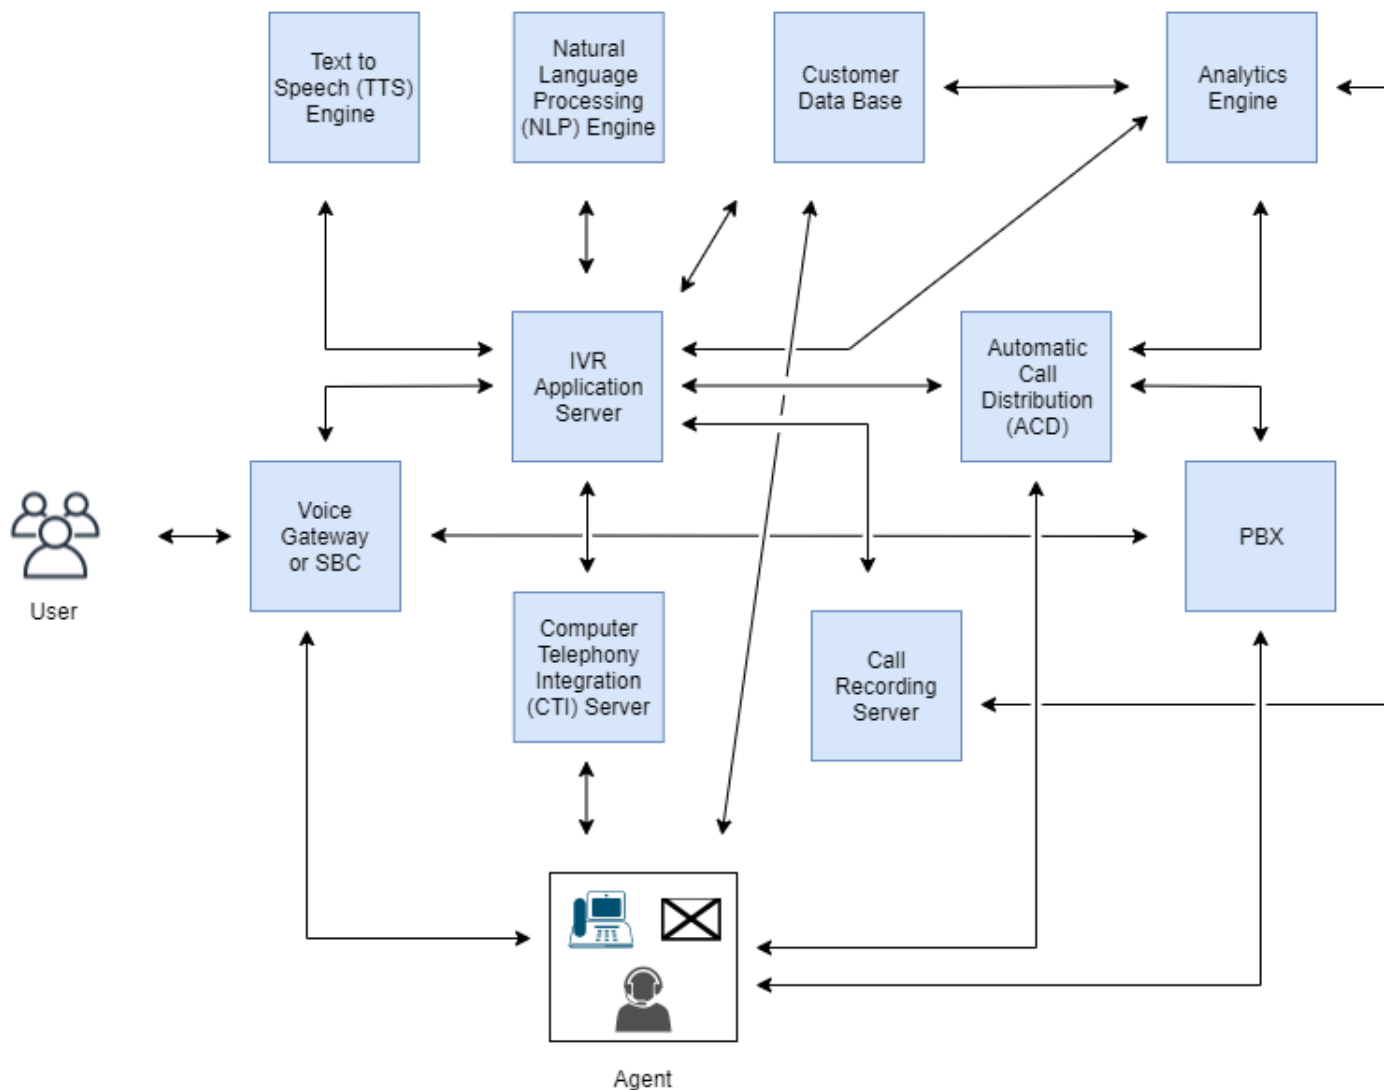 Text to
Speech (TTS)
Engine
Natural
Language
Processing
(NLP) Engine
Customer
Data Base
Analytics
Engine
IVR
Application
Server
Automatic
Call
Distribution
(ACD)
Voice
Gateway
or SBC
PBX
User
Computer
Telephony
Integration
(CTI) Server
Call
Recording
Server
Agent